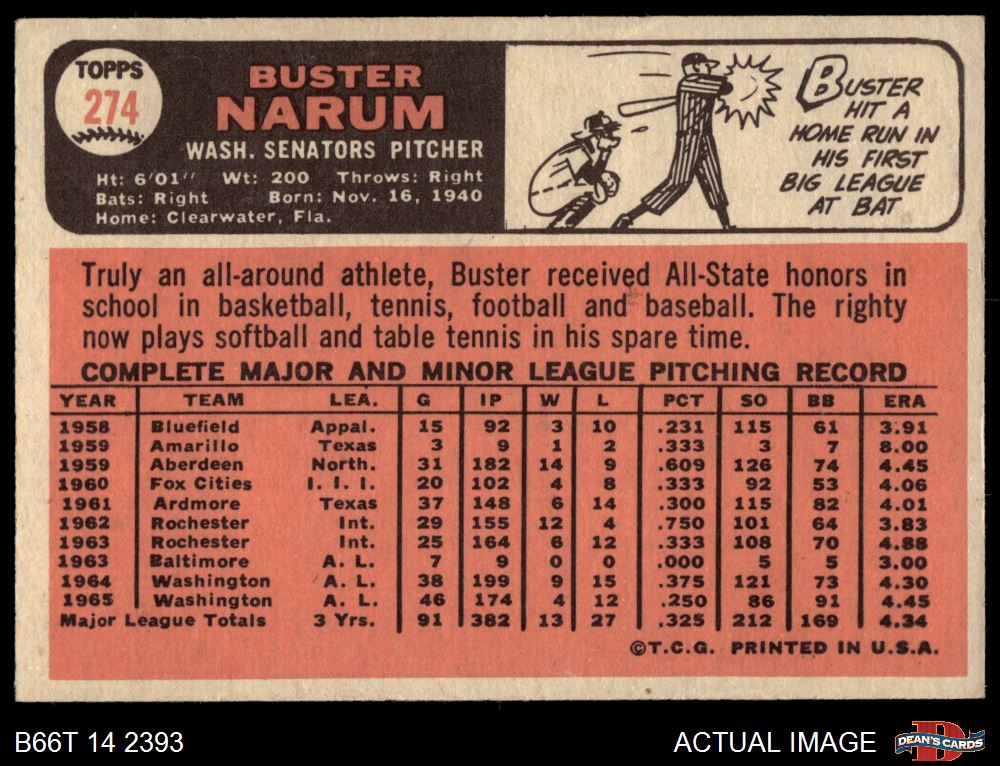 TOPPS
274
BUSTER
NARUM
WASH. SENATORS PITCHER
Ht: 6'01" Wt: 200 Throws: Right
Bats: Right Born: Nov. 16, 1940
Home: Clearwater, Fla.
BUSTER
HIT A
HOME RUN IN
HIS FIRST
BIG LEAGUE
AT BAT
Truly an all-around athlete, Buster received All-State honors in
school in basketball, tennis, football and baseball. The righty
now plays softball and table tennis in his spare time.
COMPLETE MAJOR AND MINOR LEAGUE PITCHING RECORD
YEAR TEAM LEA. G IP W L PCT SO BB ERA
1958 Bluefield Appal. 15 92 3 10 .231 115 61 3.91
1959 Amarillo Texas 3 9 1 2 .333 3 7 8.00
1959 Aberdeen North. 31 182 14 9 .609 126 74 4.45
1960 Fox Cities I. I. I. 20 102 4 8 .333 92 53 4.06
1961 Ardmore Texas 37 148 6 14 .300 115 82 4.01
1962 Rochester Int. 29 155 12 4 .750 101 64 3.83
1963 Rochester Int. 25 164 6 12 .333 108 70 4.88
1963 Baltimore A. L. 7 9 0 0 .000 5 5 3.00
1964 Washington A. L. 38 199 9 15 .375 121 73 4.30
1965 Washington A. L. 46 174 4 12 .250 86 91 4.45
Major League Totals 3 Yrs. 91 382 13 27 .325 212 169 4.34
©T.C.G. PRINTED IN U.S.A.
B66T 14 2393
ACTUAL IMAGE
DEAN'S CARDS